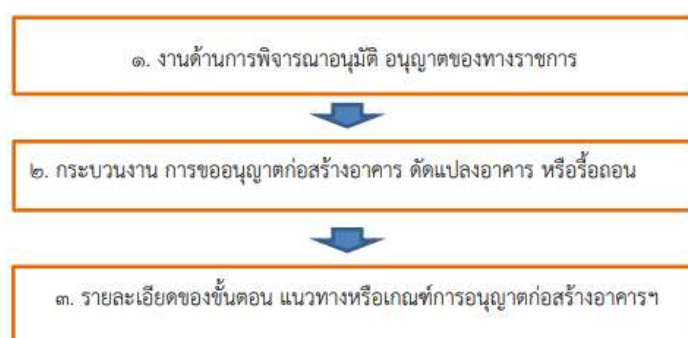 ๑. งานด้านการพิจารณาอนุมัติ อนุญาตของทางราชการ
๒. กระบวนงาน การขออนุญาตก่อสร้างอาคาร ดัดแปลงอาคาร หรือรื้อถอน
๓. รายละเอียดของขั้นตอน แนวทางหรือเกณฑ์การอนุญาตก่อสร้างอาคารฯ